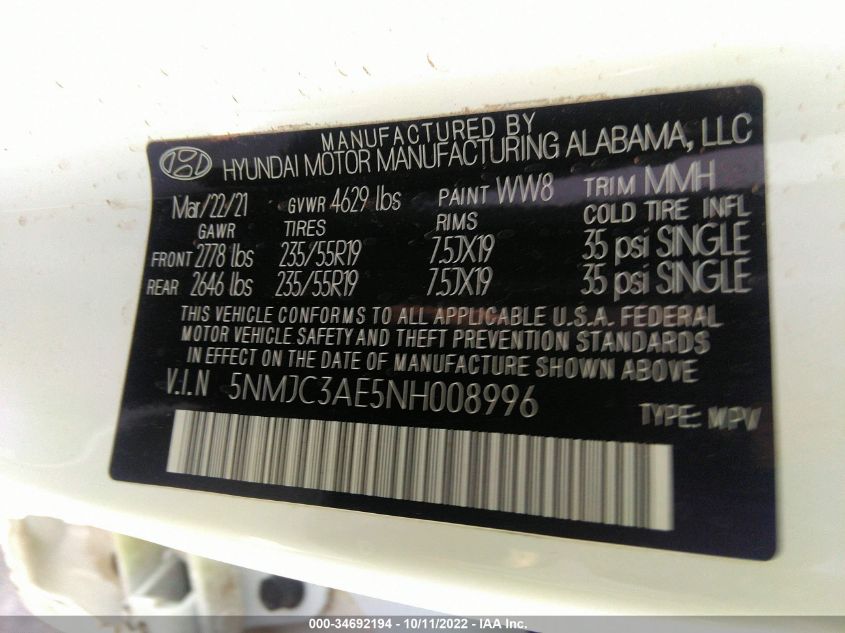 MANUFACTURED BY
HYUNDAI MOTOR MANUFACTURING ALABAMA, LLC
Mar/22/21 GVWR 4629 lbs PAINT WW8 TRIM MMH
GAWR TIRES RIMS COLD TIRE INFL
FRONT 2778 lbs 235/55R19 7.5JX19 35 psi SINGLE
REAR 2646 lbs 235/55R19 7.5JX19 35 psi SINGLE
THIS VEHICLE CONFORMS TO ALL APPLICABLE U.S.A. FEDERAL
MOTOR VEHICLE SAFETY AND THEFT PREVENTION STANDARDS
IN EFFECT ON THE DATE OF MANUFACTURE SHOWN ABOVE
V.I.N 5NMJC3AE5NH008996 TYPE: MPV
000-34692194 - 10/11/2022 - IAA Inc.